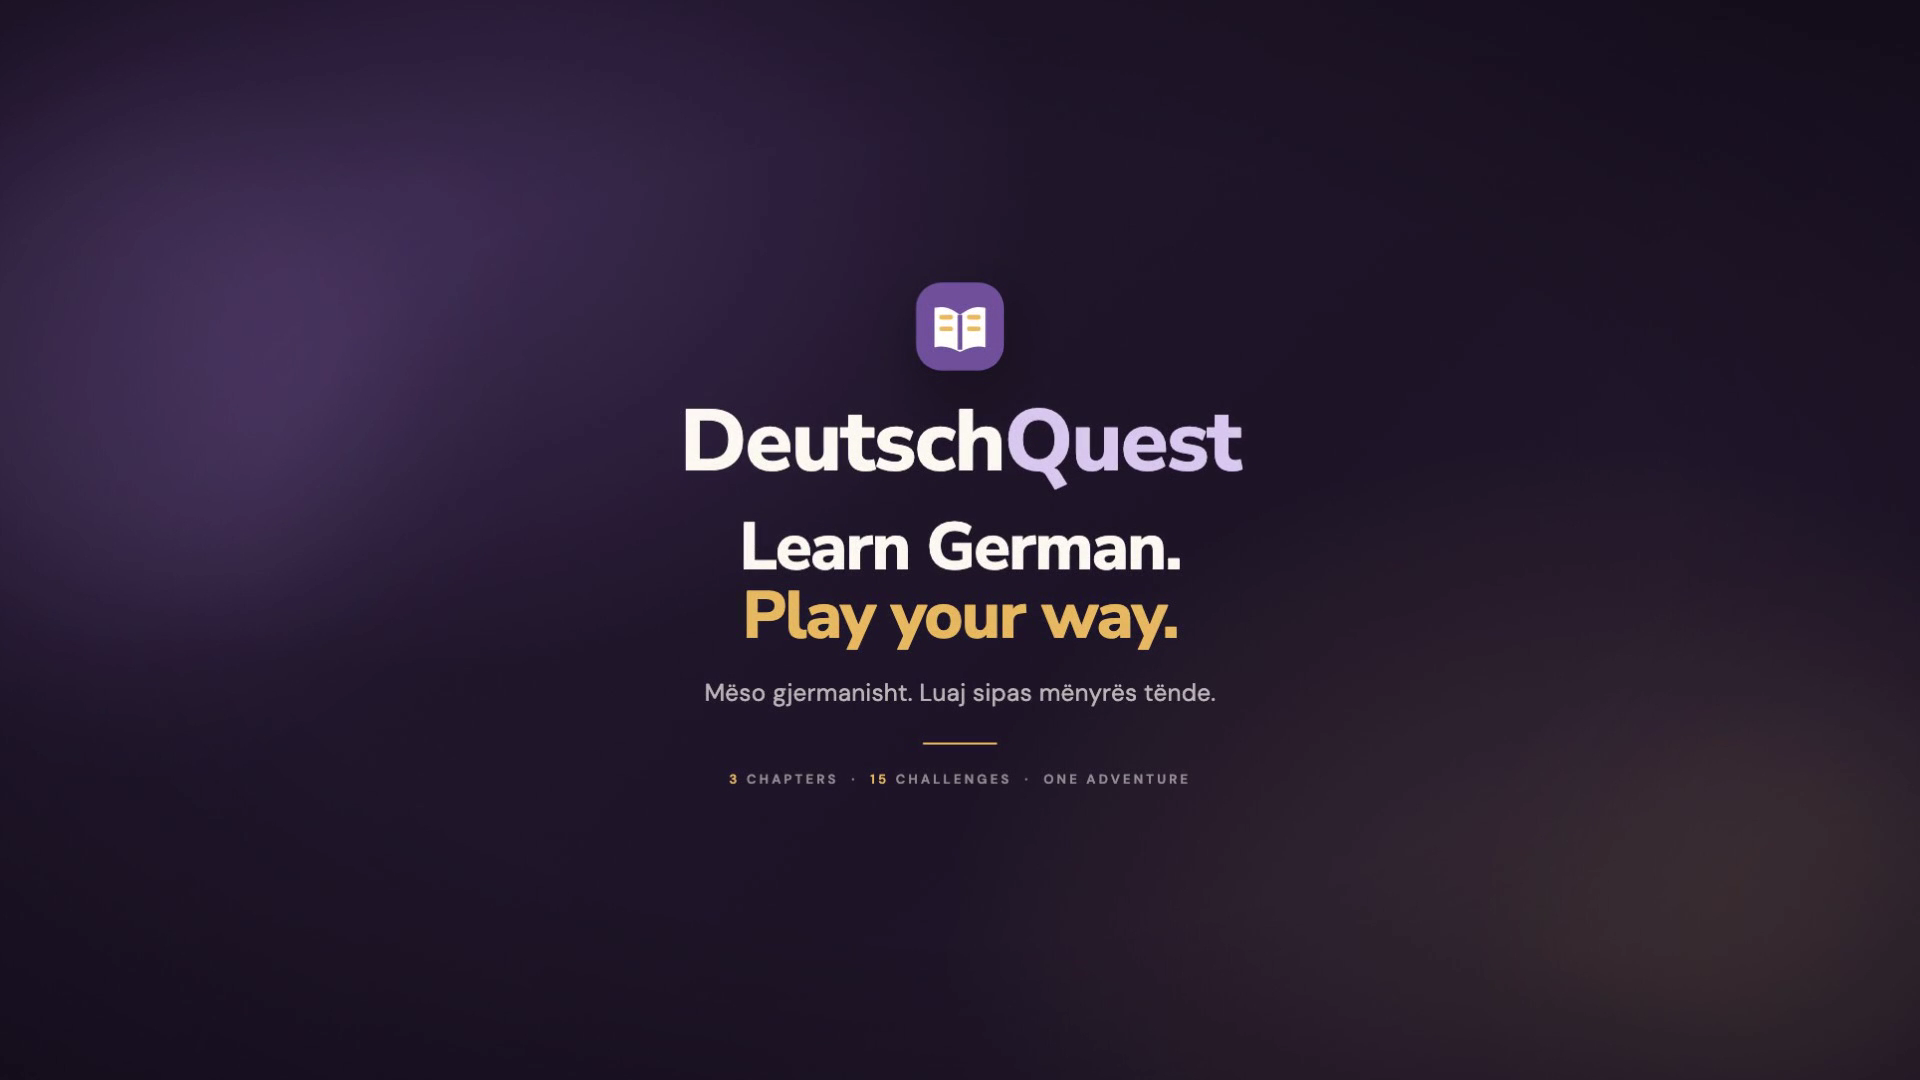 DeutschQuest
Learn German.
Play your way.
Mëso gjermanisht. Luaj sipas mënyrës tënde.
3 CHAPTERS · 15 CHALLENGES · ONE ADVENTURE